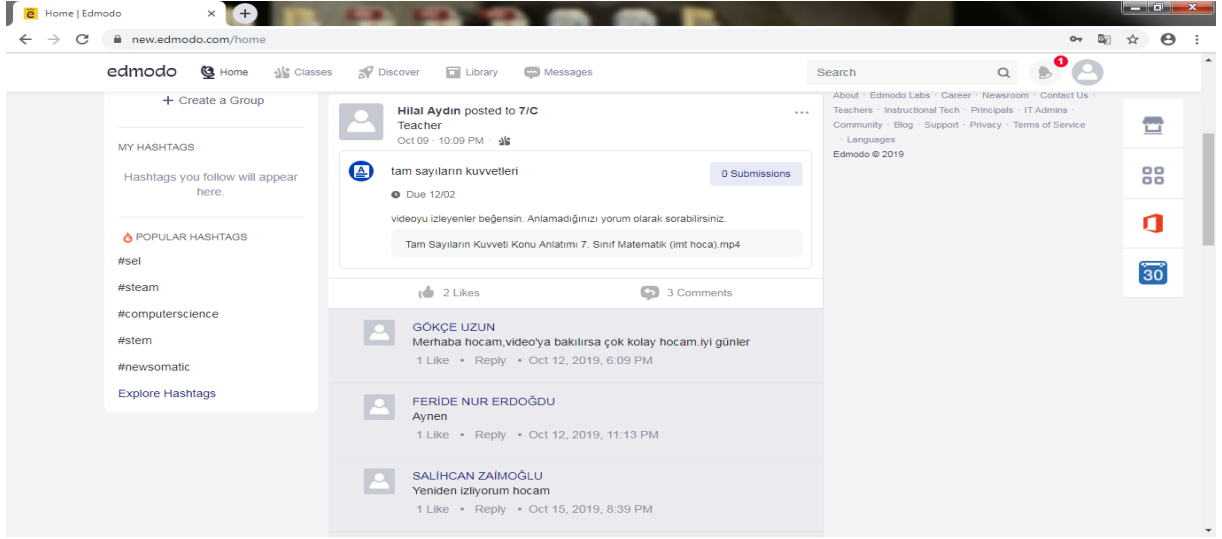 Home | Edmodo
new.edmodo.com/home
edmodo
Home
Classes
Discover
Library
Messages
Search
1
+ Create a Group
MY HASHTAGS
Hashtags you follow will appear
here.
POPULAR HASHTAGS
#sel
#steam
#computerscience
#stem
#newsomatic
Explore Hashtags
Hilal Aydın posted to 7/C
Teacher
Oct 09 · 10:09 PM ·
tam sayıların kuvvetleri
0 Submissions
Due 12/02
videoyu izleyenler beğensin. Anlamadığınızı yorum olarak sorabilirsiniz.
Tam Sayıların Kuvveti Konu Anlatımı 7. Sınıf Matematik (imt hoca).mp4
2 Likes
3 Comments
GÖKÇE UZUN
Merhaba hocam,video'ya bakılırsa çok kolay hocam.iyi günler
1 Like • Reply • Oct 12, 2019, 6:09 PM
FERİDE NUR ERDOĞDU
Aynen
1 Like • Reply • Oct 12, 2019, 11:13 PM
SALİHCAN ZAİMOĞLU
Yeniden izliyorum hocam
1 Like • Reply • Oct 15, 2019, 8:39 PM
About · Edmodo Labs · Career · Newsroom · Contact Us ·
Teachers · Instructional Tech · Principals · IT Admins ·
Community · Blog · Support · Privacy · Terms of Service
· Languages
Edmodo © 2019
30